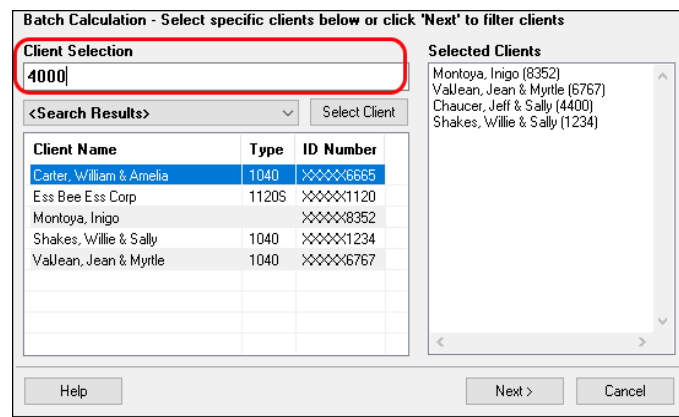 Batch Calculation - Select specific clients below or click 'Next' to filter clients
Client Selection
4000
<Search Results>
Select Client
Client Name Type ID Number
Carter, William & Amelia 1040 XXXXX6665
Ess Bee Ess Corp 1120S XXXXX1120
Montoya, Inigo XXXXX8352
Shakes, Willie & Sally 1040 XXXXX1234
ValJean, Jean & Myrtle 1040 XXXXX6767
Selected Clients
Montoya, Inigo (8352)
ValJean, Jean & Myrtle (6767)
Chaucer, Jeff & Sally (4400)
Shakes, Willie & Sally (1234)
Help
Next >
Cancel